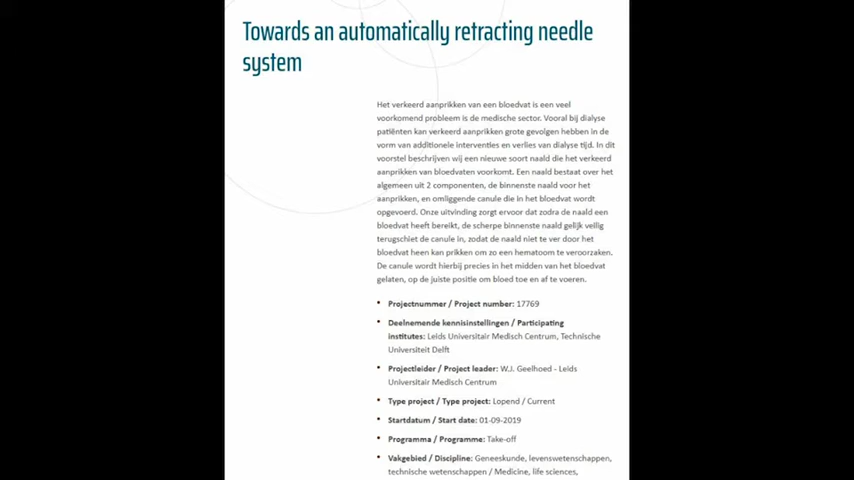 Towards an automatically retracting needle
system
Het verkeerd aanprikken van een bloedvat is een veel
voorkomend probleem is de medische sector. Vooral bij dialyse
patiënten kan verkeerd aanprikken grote gevolgen hebben in de
vorm van additionele interventies en verlies van dialyse tijd. In dit
voorstel beschrijven wij een nieuwe soort naald die het verkeerd
aanprikken van bloedvaten voorkomt. Een naald bestaat over het
algemeen uit 2 componenten, de binnenste naald voor het
aanprikken, en omliggende canule die in het bloedvat wordt
opgevoerd. Onze uitvinding zorgt ervoor dat zodra de naald een
bloedvat heeft bereikt, de scherpe binnenste naald gelijk veilig
terugschiet de canule in, zodat de naald niet te ver door het
bloedvat heen kan prikken om zo een hematoom te veroorzaken.
De canule wordt hierbij precies in het midden van het bloedvat
gelaten, op de juiste positie om bloed toe en af te voeren.
• Projectnummer / Project number: 17769
• Deelnemende kennisinstellingen / Participating
institutes: Leids Universitair Medisch Centrum, Technische
Universiteit Delft
• Projectleider / Project leader: W.J. Geelhoed - Leids
Universitair Medisch Centrum
• Type project / Type project: Lopend / Current
• Startdatum / Start date: 01-09-2019
• Programma / Programme: Take-off
• Vakgebied / Discipline: Geneeskunde, levenswetenschappen,
technische wetenschappen / Medicine, life sciences,